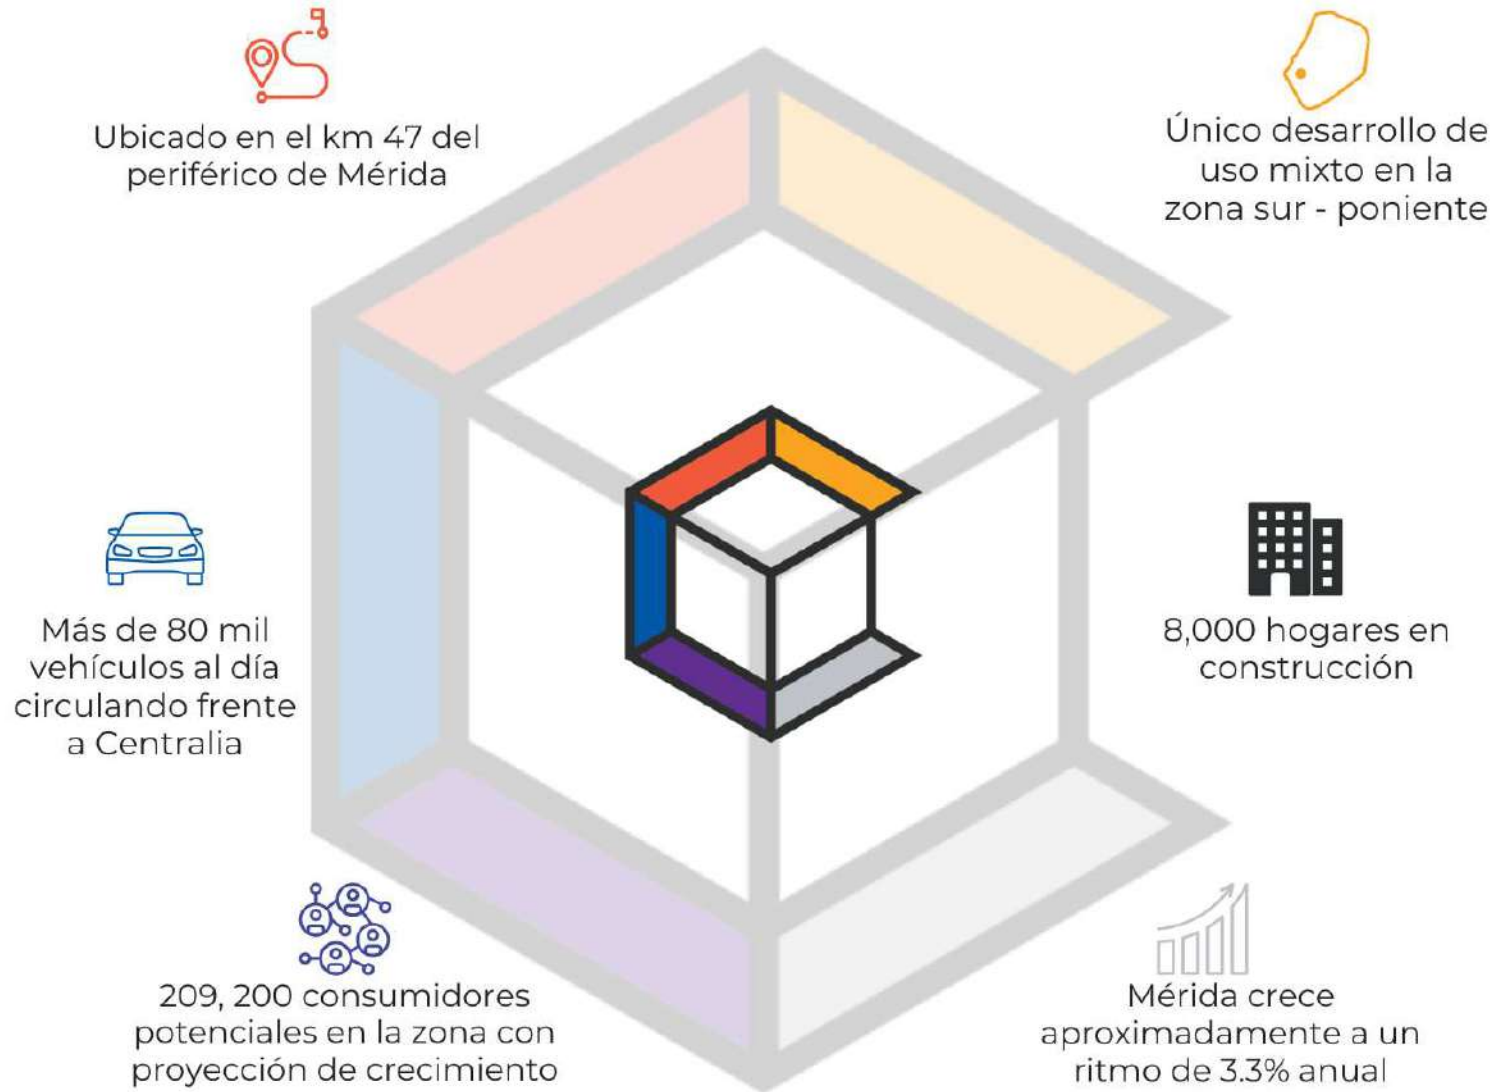 Ubicado en el km 47 del
periférico de Mérida
Único desarrollo de
uso mixto en la
zona sur - poniente
Más de 80 mil
vehículos al día
circulando frente
a Centralia
8,000 hogares en
construcción
209, 200 consumidores
potenciales en la zona con
proyección de crecimiento
Mérida crece
aproximadamente a un
ritmo de 3.3% anual